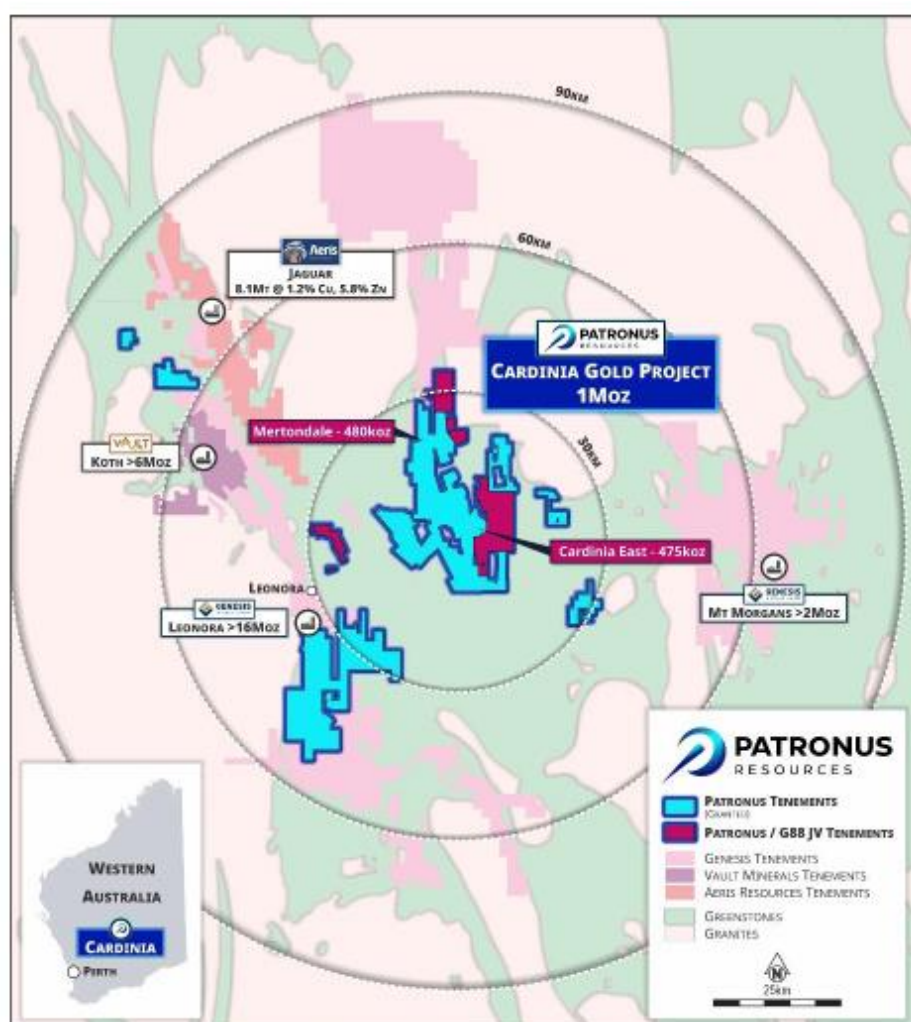 90KM
60KM
Aeris
JAGUAR
8.1MT @ 1.2% CU, 5.8% ZN
PATRONUS
RESOURCES
CARDINIA GOLD PROJECT
1MOZ
30KM
Mertondale - 480koz
VAULT
KOTH >6MOZ
Cardinia East - 475koz
LEONORA
GENESIS
LEONORA >16MOZ
GENESIS
MT MORGANS >2MOZ
PATRONUS
RESOURCES
PATRONUS TENEMENTS
(GRANTED)
PATRONUS / G88 JV TENEMENTS
GENESIS TENEMENTS
VAULT MINERALS TENEMENTS
AERIS RESOURCES TENEMENTS
GREENSTONES
GRANITES
N
25km
WESTERN
AUSTRALIA
CARDINIA
PERTH